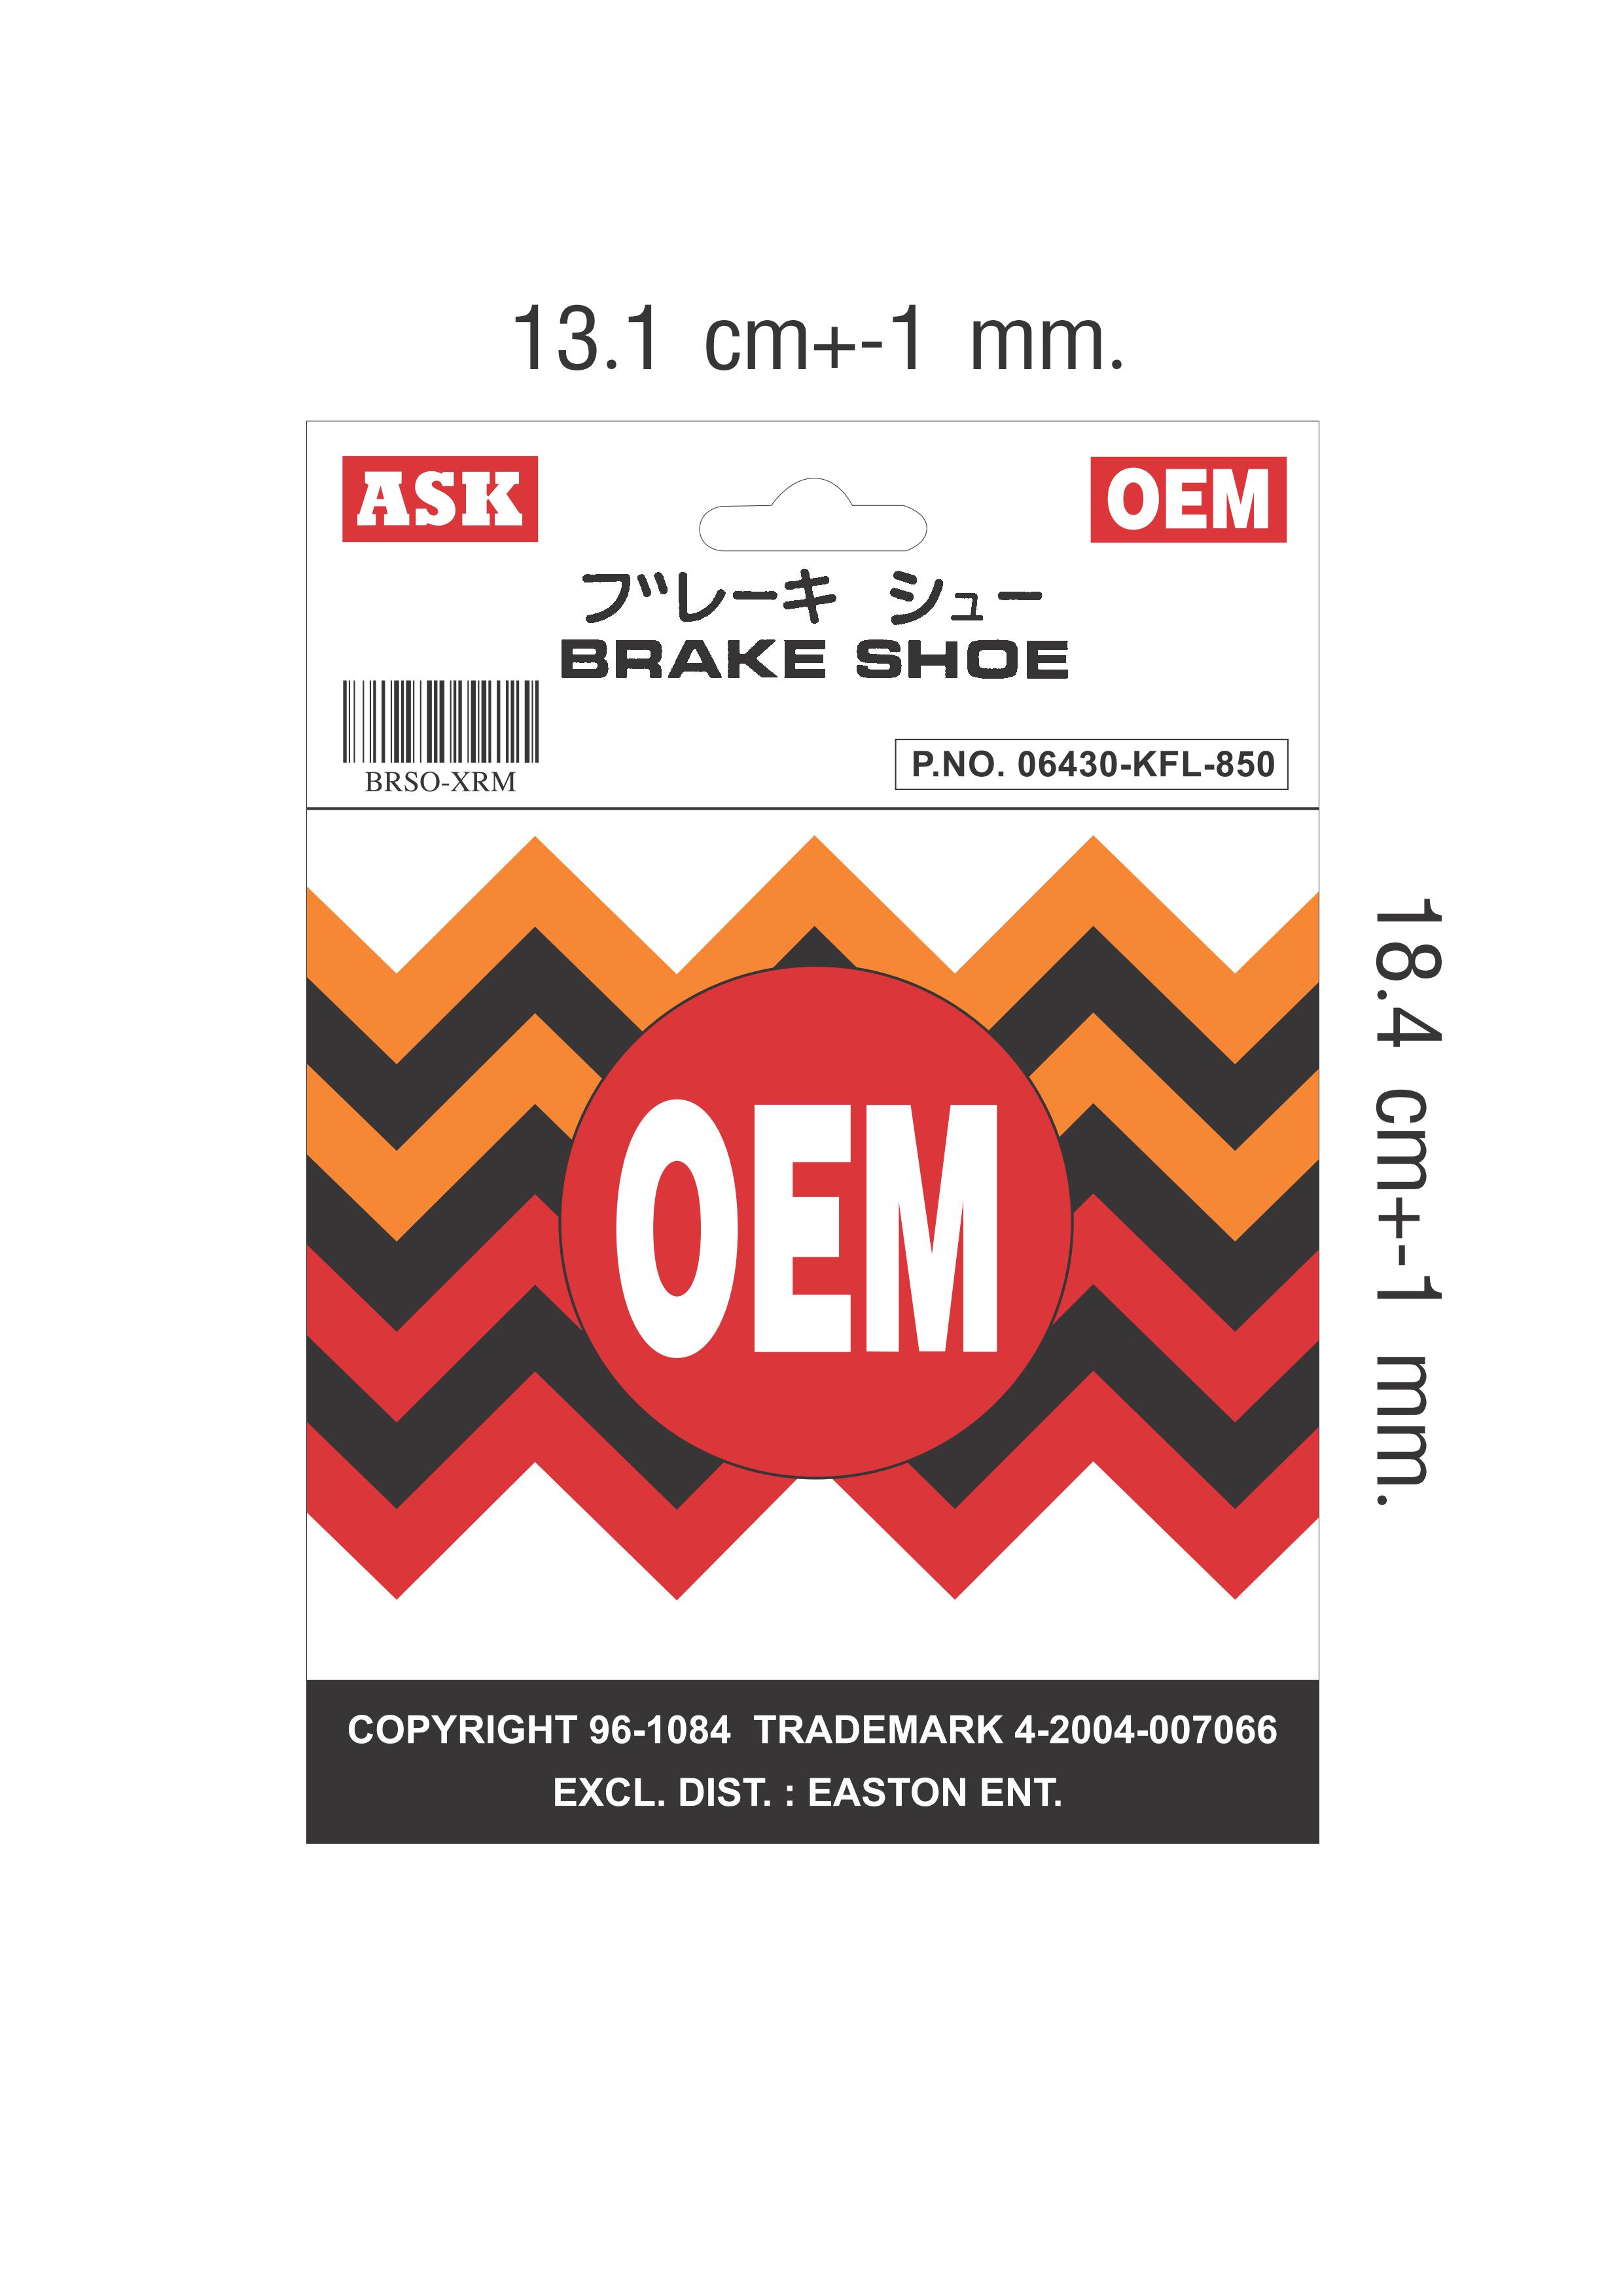 13.1 cm+-1 mm.
ASK
OEM
ブレーキ シュー
BRAKE SHOE
BRSO-XRM
P.NO. 06430-KFL-850
18.4 cm+-1 mm.
OEM
COPYRIGHT 96-1084 TRADEMARK 4-2004-007066
EXCL. DIST. : EASTON ENT.